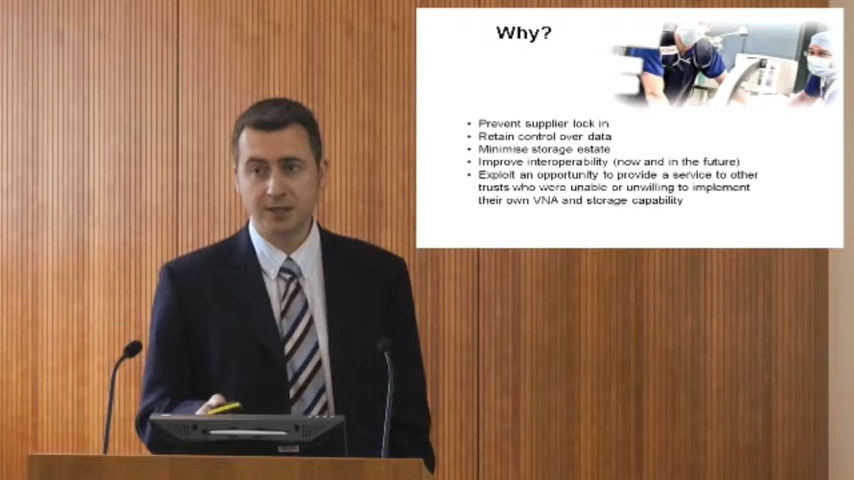 Why?
• Prevent supplier lock in
• Retain control over data
• Minimise storage estate
• Improve interoperability (now and in the future)
• Exploit an opportunity to provide a service to other
trusts who were unable or unwilling to implement
their own VNA and storage capability